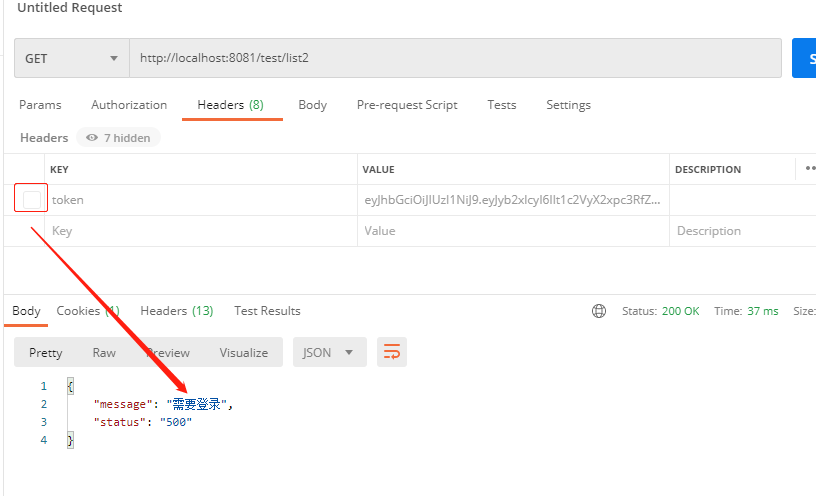 Untitled Request
GET http://localhost:8081/test/list2 S
Params Authorization Headers (8) Body Pre-request Script Tests Settings
Headers 7 hidden
KEY VALUE DESCRIPTION
token eyJhbGciOiJIUzI1NiJ9.eyJyb2xlcyI6IIt1c2VyX2xpc3RfZ...
Key Value Description
Body Cookies (1) Headers (13) Test Results Status: 200 OK Time: 37 ms Size:
Pretty Raw Preview Visualize JSON
1 {
2 "message": "需要登录",
3 "status": "500"
4 }